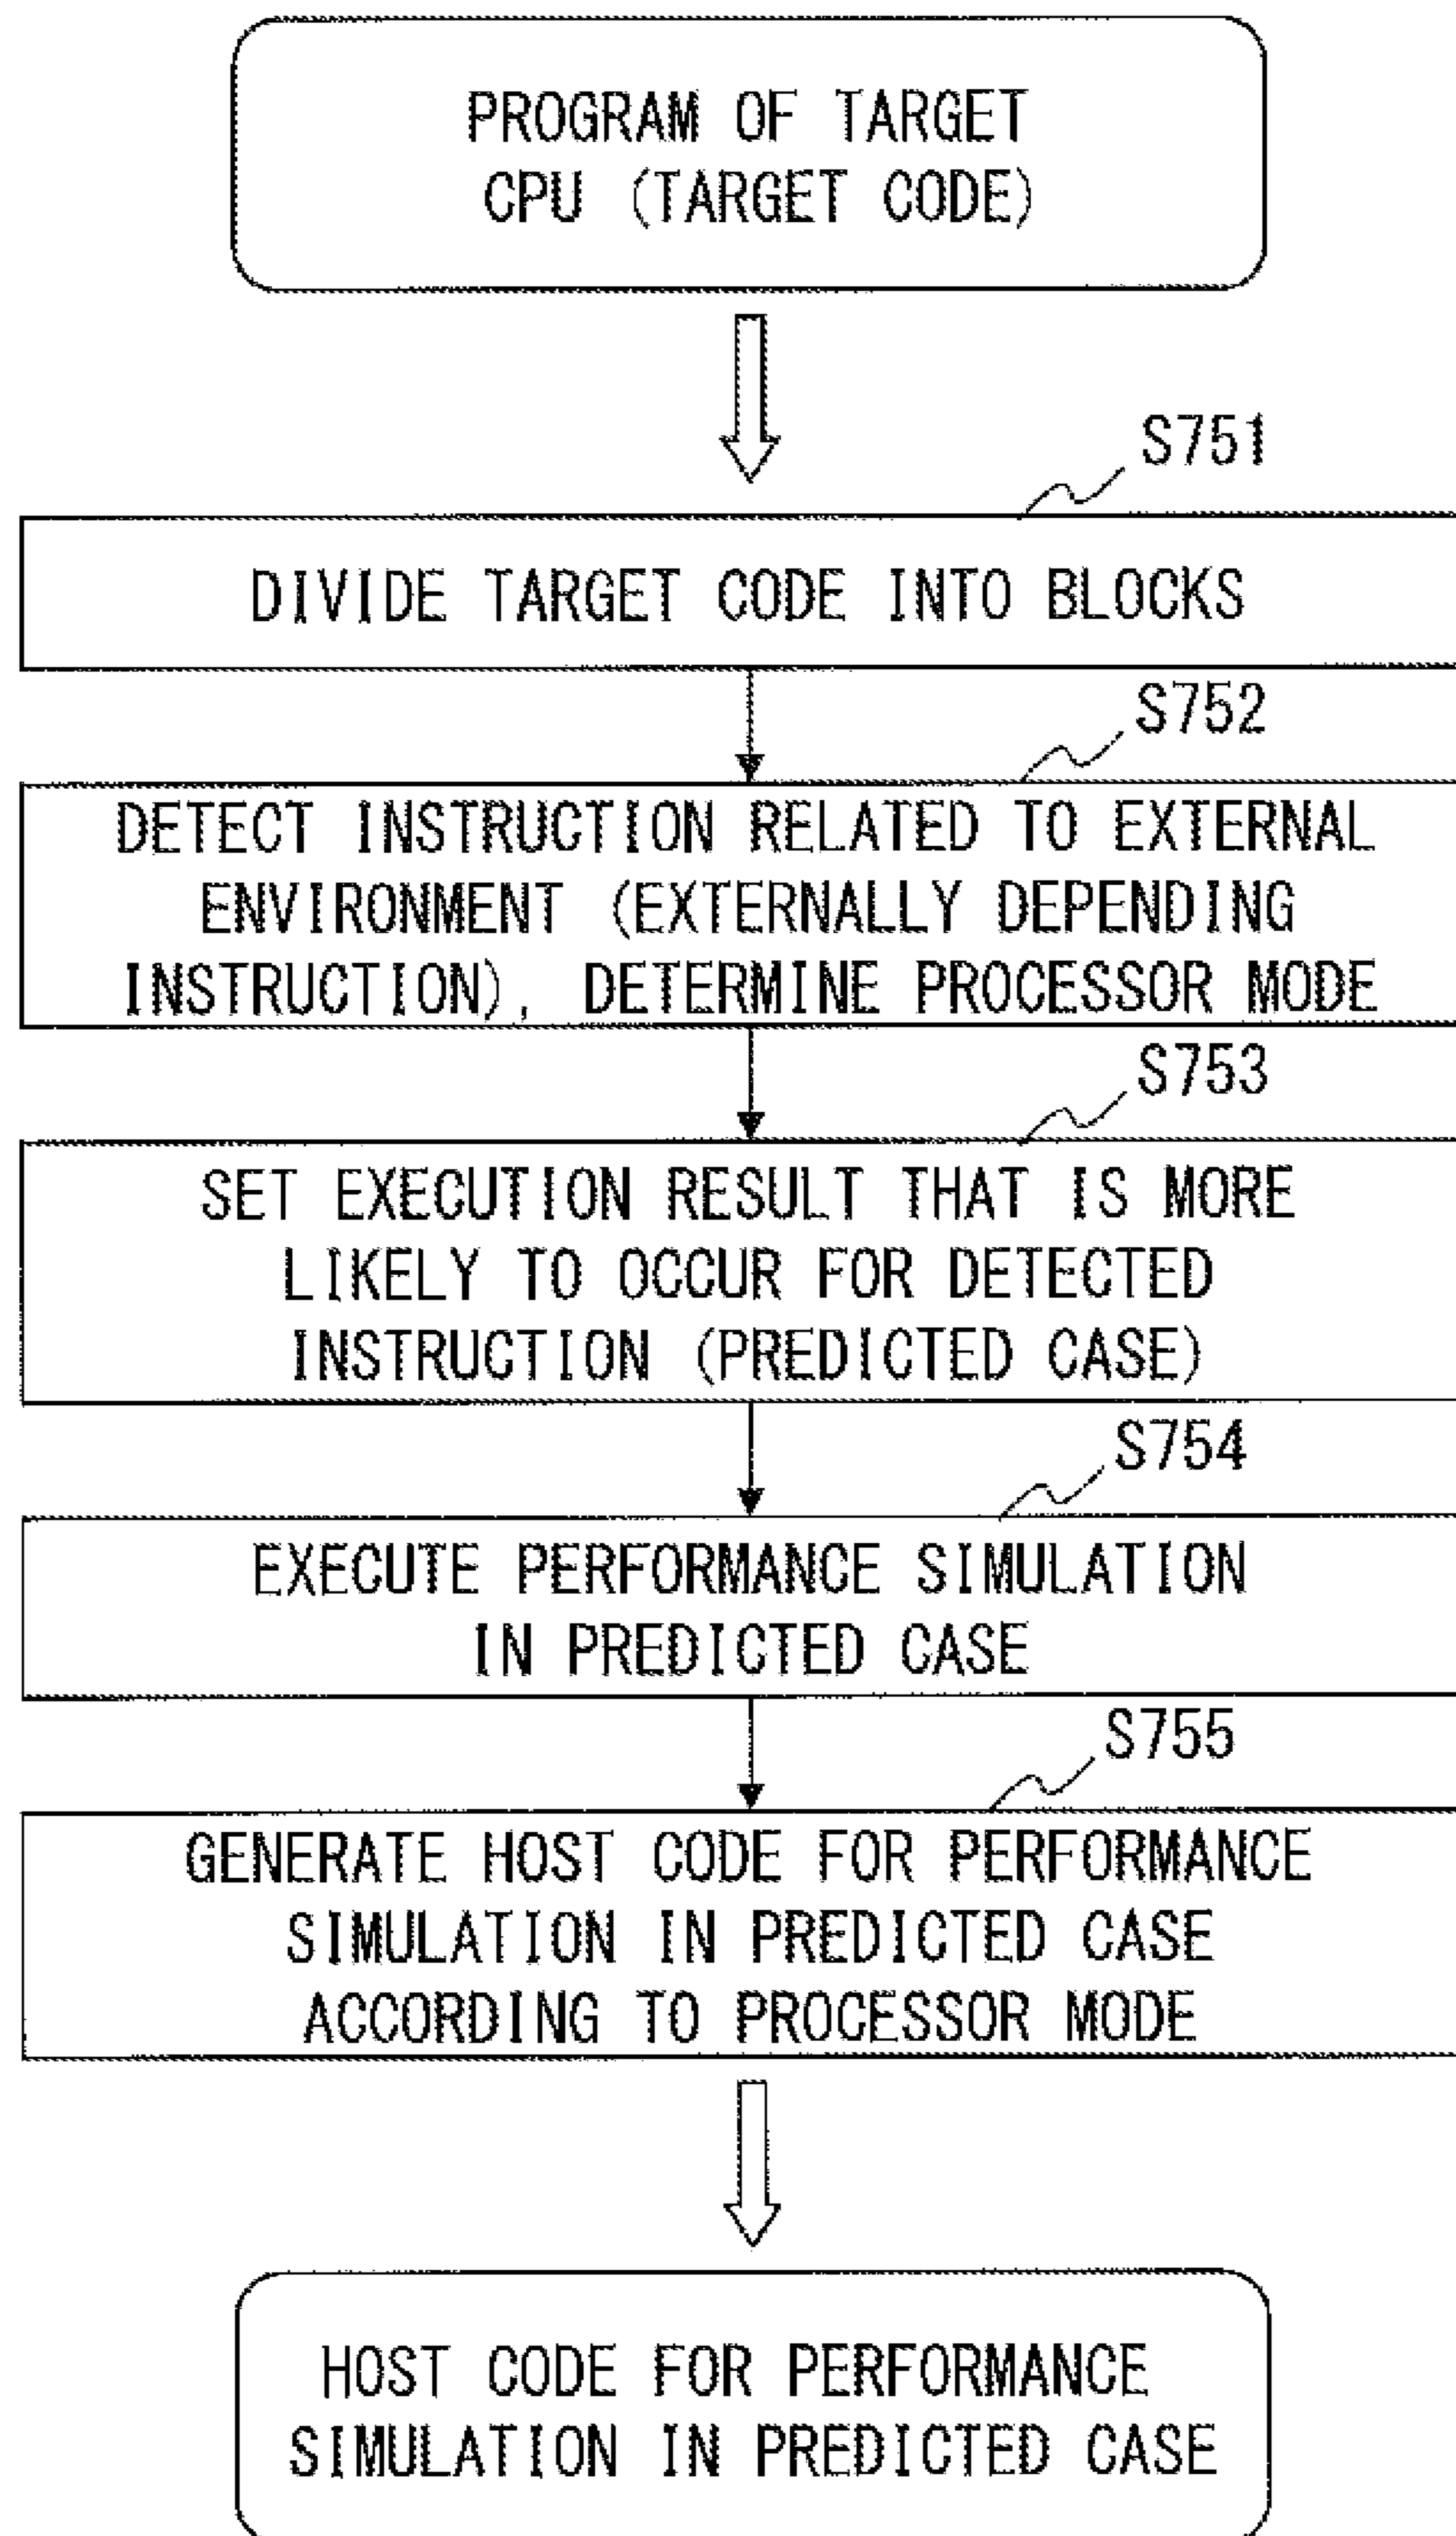 PROGRAM OF TARGET
CPU (TARGET CODE)
S751
DIVIDE TARGET CODE INTO BLOCKS
S752
DETECT INSTRUCTION RELATED TO EXTERNAL
ENVIRONMENT (EXTERNALLY DEPENDING
INSTRUCTION), DETERMINE PROCESSOR MODE
S753
SET EXECUTION RESULT THAT IS MORE
LIKELY TO OCCUR FOR DETECTED
INSTRUCTION (PREDICTED CASE)
S754
EXECUTE PERFORMANCE SIMULATION
IN PREDICTED CASE
S755
GENERATE HOST CODE FOR PERFORMANCE
SIMULATION IN PREDICTED CASE
ACCORDING TO PROCESSOR MODE
HOST CODE FOR PERFORMANCE
SIMULATION IN PREDICTED CASE